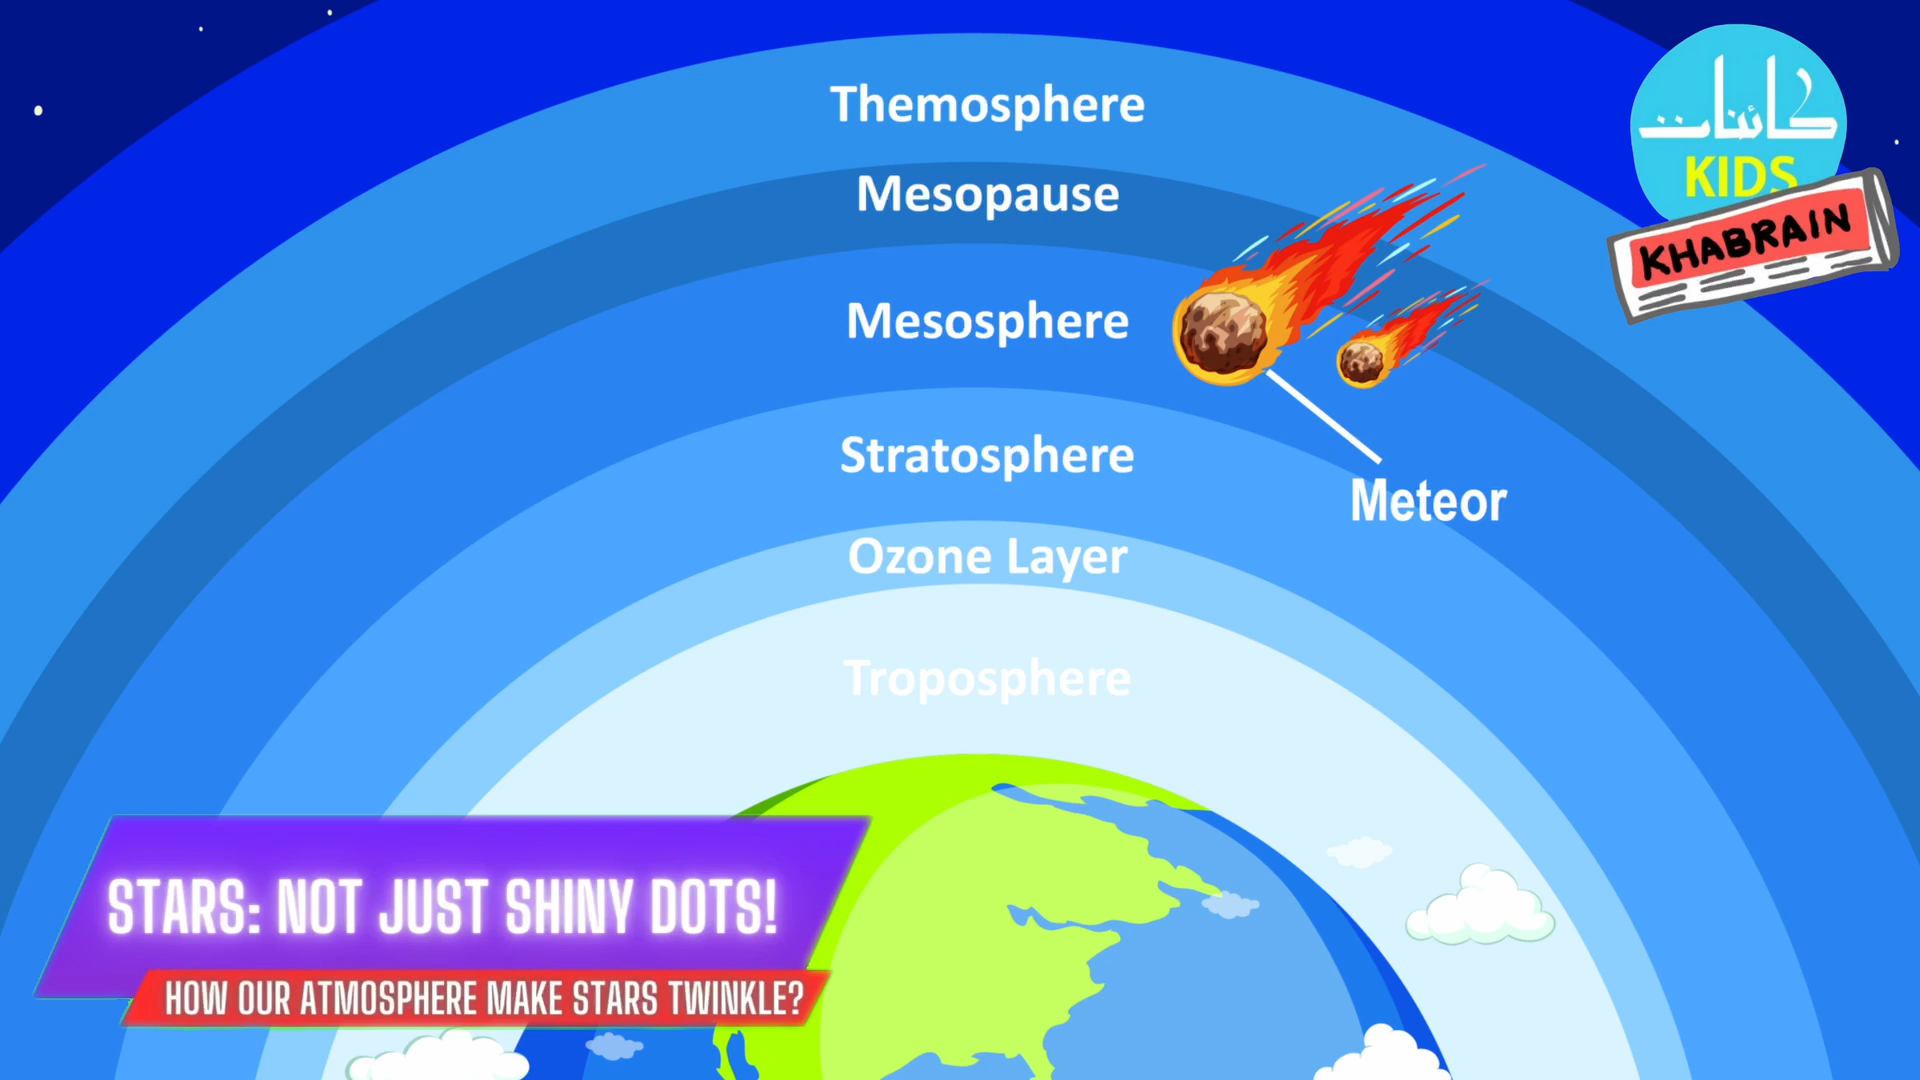 Themosphere
Mesopause
Mesosphere
Stratosphere
Ozone Layer
Troposphere
Meteor
كائنات
KIDS
KHABRAIN
STARS: NOT JUST SHINY DOTS!
HOW OUR ATMOSPHERE MAKE STARS TWINKLE?